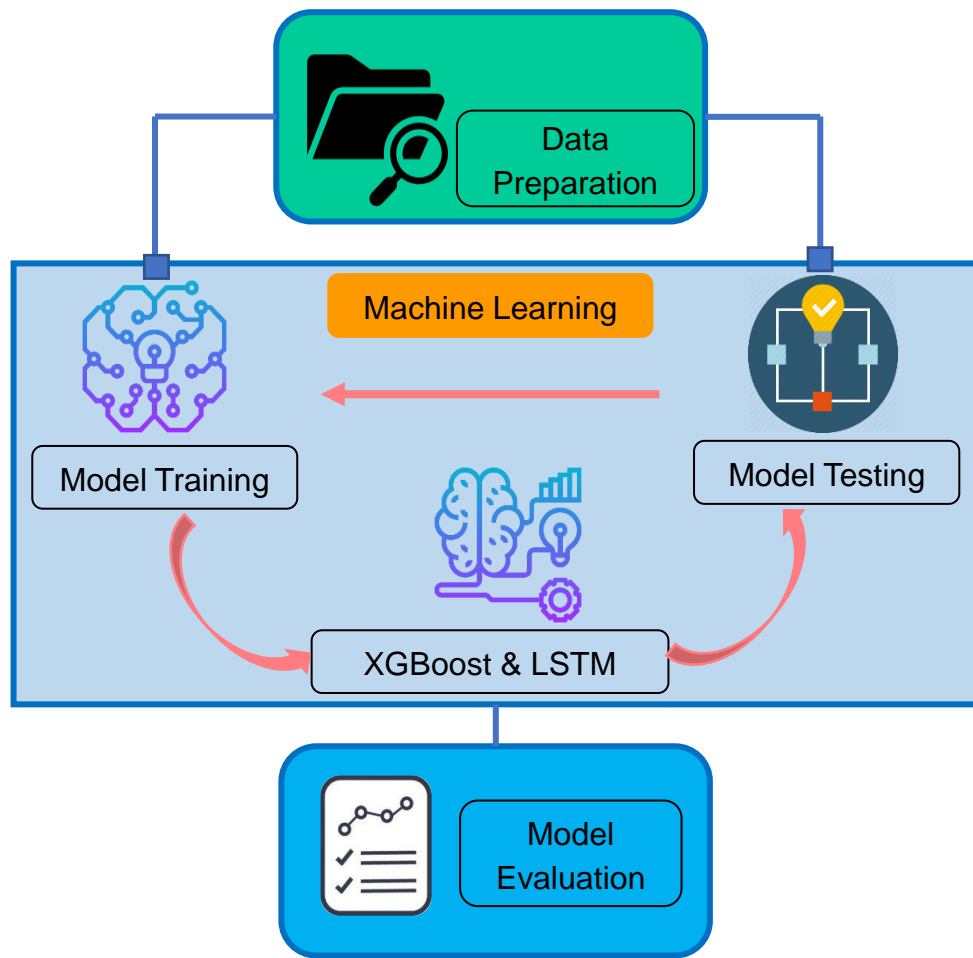 Data
Preparation
Machine Learning
Model Training
Model Testing
XGBoost & LSTM
Model
Evaluation